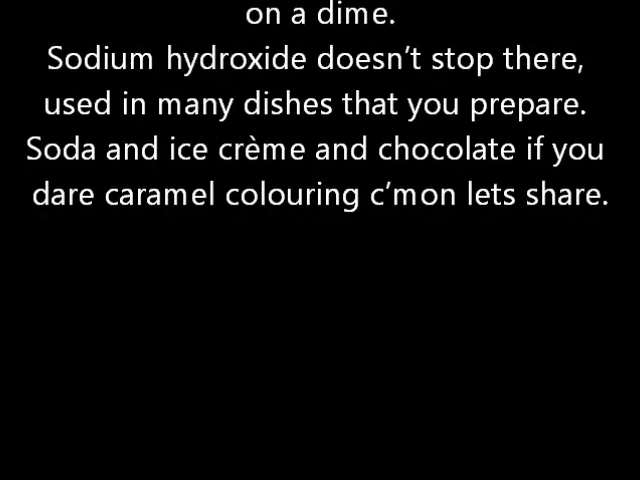 on a dime.
Sodium hydroxide doesn’t stop there,
used in many dishes that you prepare.
Soda and ice crème and chocolate if you
dare caramel colouring c’mon lets share.